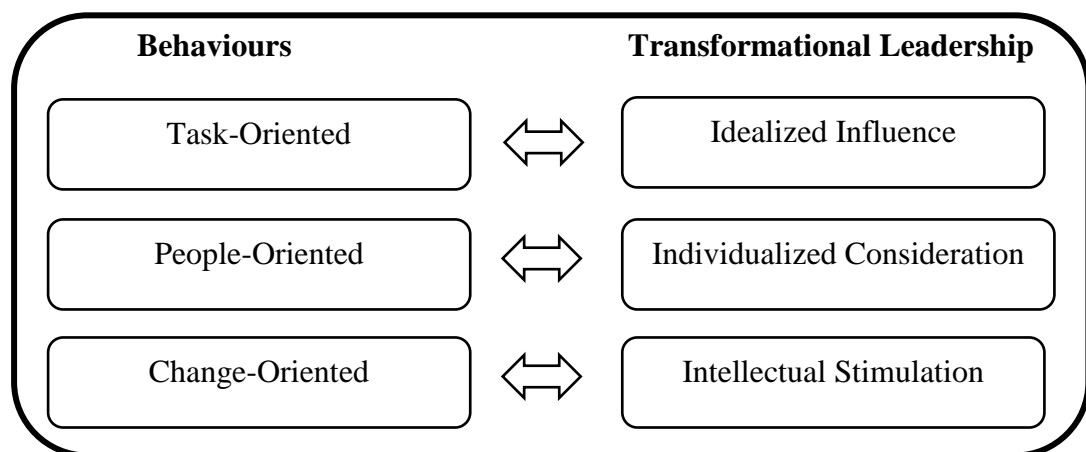 Behaviours Transformational Leadership
Task-Oriented Idealized Influence
People-Oriented Individualized Consideration
Change-Oriented Intellectual Stimulation